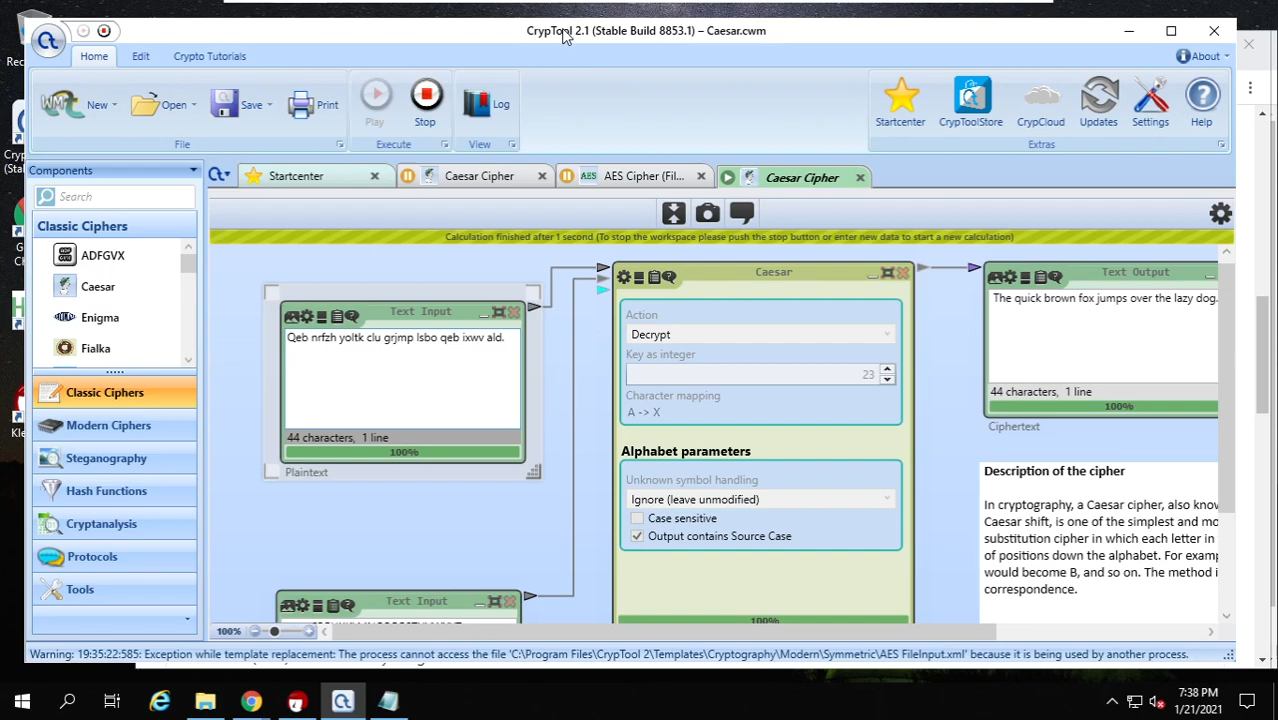 CrypTool 2.1 (Stable Build 8853.1) – Caesar.cwm
Home
Edit
Crypto Tutorials
About
New
Open
Save
Print
Play
Stop
Log
Startcenter
CrypToolStore
CrypCloud
Updates
Settings
Help
File
Execute
View
Extras
Components
Startcenter
Caesar Cipher
AES
AES Cipher (Fil...
Caesar Cipher
Search
Classic Ciphers
ADFGVX
Caesar
Enigma
Fialka
Classic Ciphers
Modern Ciphers
Steganography
Hash Functions
Cryptanalysis
Protocols
Tools
Calculation finished after 1 second (To stop the workspace please push the stop button or enter new data to start a new calculation)
Text Input
Qeb nrfzh yoltk clu grjmp lsbo qeb ixwv ald.
44 characters, 1 line
100%
Plaintext
Text Input
Caesar
Action
Decrypt
Key as integer
23
Character mapping
A -> X
Alphabet parameters
Unknown symbol handling
Ignore (leave unmodified)
Case sensitive
Output contains Source Case
100%
Text Output
The quick brown fox jumps over the lazy dog.
44 characters, 1 line
100%
Ciphertext
Description of the cipher
In cryptography, a Caesar cipher, also know
Caesar shift, is one of the simplest and mo
substitution cipher in which each letter in
of positions down the alphabet. For examp
would become B, and so on. The method i
correspondence.
100%
Warning: 19:35:22:585: Exception while template replacement: The process cannot access the file 'C:\Program Files\CrypTool 2\Templates\Cryptography\Modern\Symmetric\AES FileInput.xml' because it is being used by another process.
7:38 PM
1/21/2021